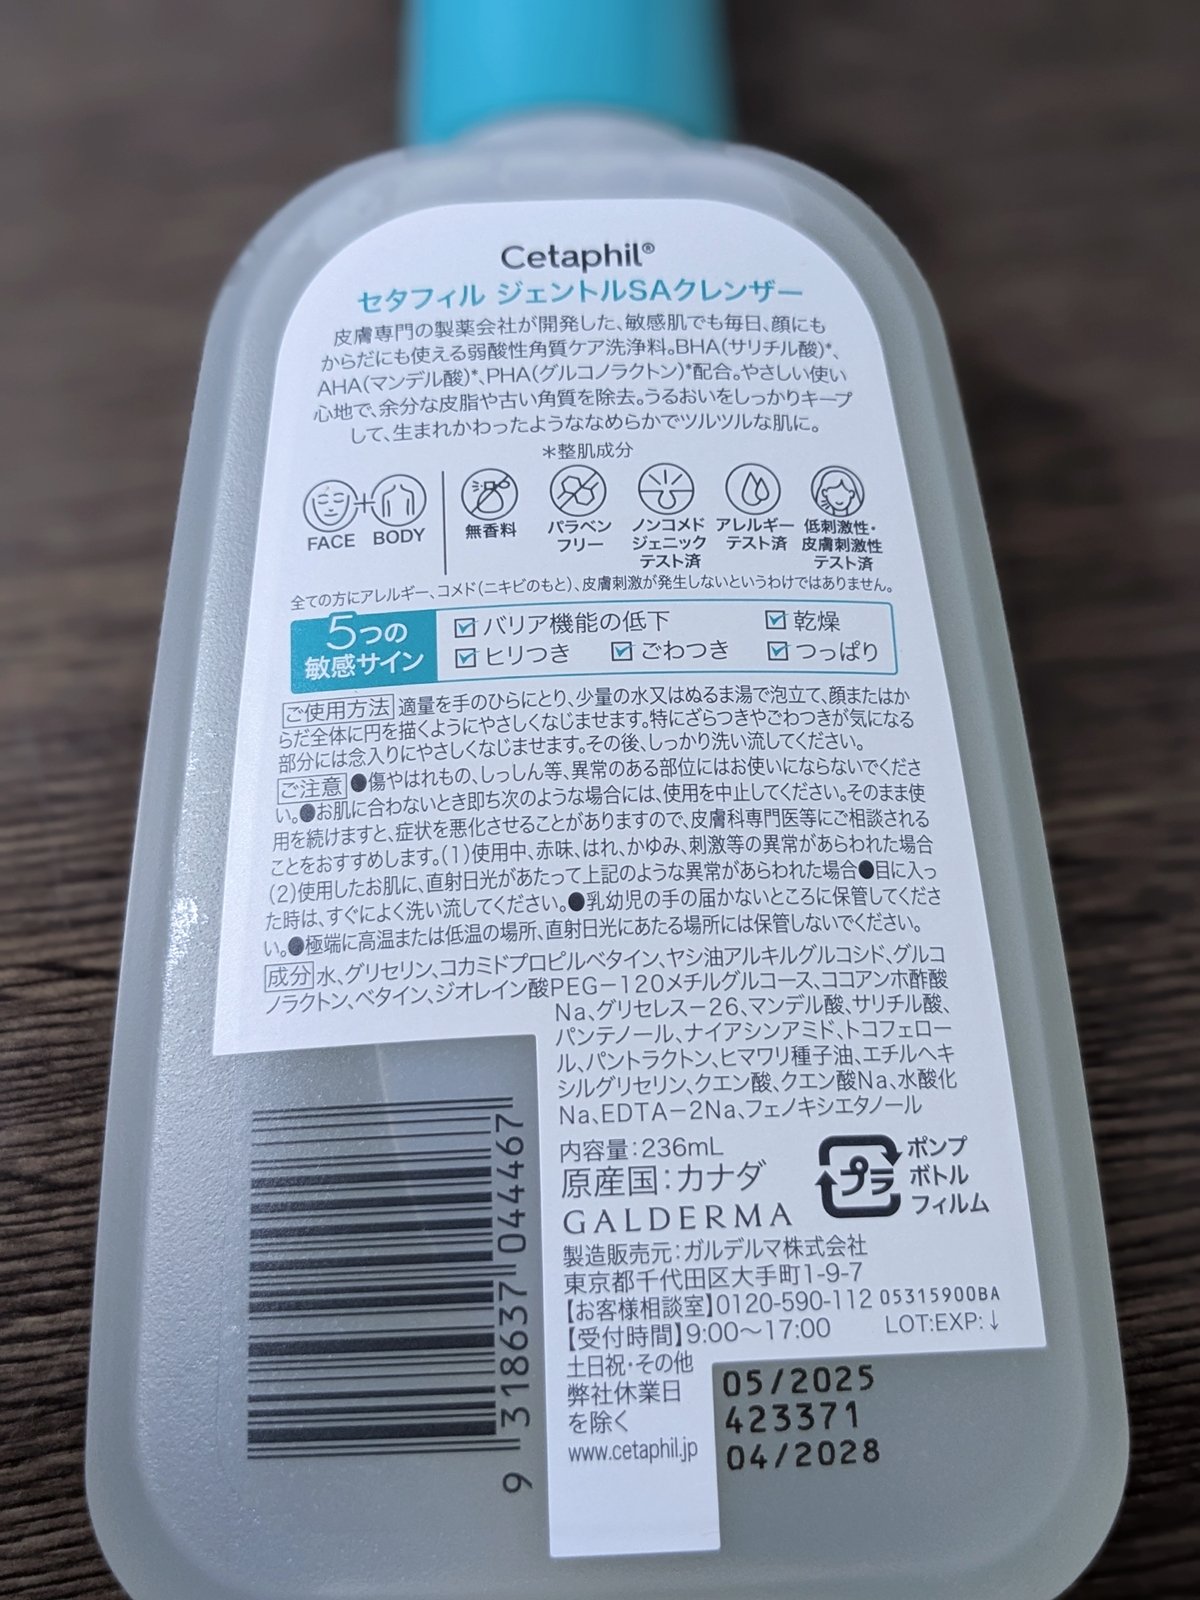 Cetaphil®
セタフィル ジェントルSAクレンザー
皮膚専門の製薬会社が開発した、敏感肌でも毎日、顔にも
からだにも使える弱酸性角質ケア洗浄料。BHA(サリチル酸)*、
AHA(マンデル酸)*、PHA(グルコノラクトン)*配合。やさしい使い
心地で、余分な皮脂や古い角質を除去。うるおいをしっかりキープ
して、生まれかわったようななめらかでツルツルな肌に。
*整肌成分
FACE + BODY
無香料
パラベン
フリー
ノンコメド
ジェニック
テスト済
アレルギー
テスト済
低刺激性・
皮膚刺激性
テスト済
全ての方にアレルギー、コメド(ニキビのもと)、皮膚刺激が発生しないというわけではありません。
5つの
敏感サイン
バリア機能の低下 乾燥
ヒリつき ごわつき つっぱり
ご使用方法 適量を手のひらにとり、少量の水又はぬるま湯で泡立て、顔またはか
らだ全体に円を描くようにやさしくなじませます。特にざらつきやごわつきが気になる
部分には念入りにやさしくなじませます。その後、しっかり洗い流してください。
ご注意 ●傷やはれもの、しっしん等、異常のある部位にはお使いにならないでくださ
い。●お肌に合わないとき即ち次のような場合には、使用を中止してください。そのまま使
用を続けますと、症状を悪化させることがありますので、皮膚科専門医等にご相談される
ことをおすすめします。(1)使用中、赤味、はれ、かゆみ、刺激等の異常があらわれた場合
(2)使用したお肌に、直射日光があたって上記のような異常があらわれた場合●目に入っ
た時は、すぐによく洗い流してください。●乳幼児の手の届かないところに保管してくださ
い。●極端に高温または低温の場所、直射日光にあたる場所には保管しないでください。
成分 水、グリセリン、コカミドプロピルベタイン、ヤシ油アルキルグルコシド、グルコ
ノラクトン、ベタイン、ジオレイン酸PEG−120メチルグルコース、ココアンホ酢酸
Na、グリセレス−26、マンデル酸、サリチル酸、
パンテノール、ナイアシンアミド、トコフェロー
ル、パントラクトン、ヒマワリ種子油、エチルヘキ
シルグリセリン、クエン酸、クエン酸Na、水酸化
Na、EDTA−2Na、フェノキシエタノール
内容量:236mL
原産国:カナダ
GALDERMA
プラ
ポンプ
ボトル
フィルム
製造販売元:ガルデルマ株式会社
東京都千代田区大手町1-9-7
【お客様相談室】0120-590-112 05315900BA
【受付時間】9:00〜17:00 LOT:EXP:↓
土日祝・その他
弊社休業日
を除く
www.cetaphil.jp
05/2025
423371
04/2028
9 318637 044467